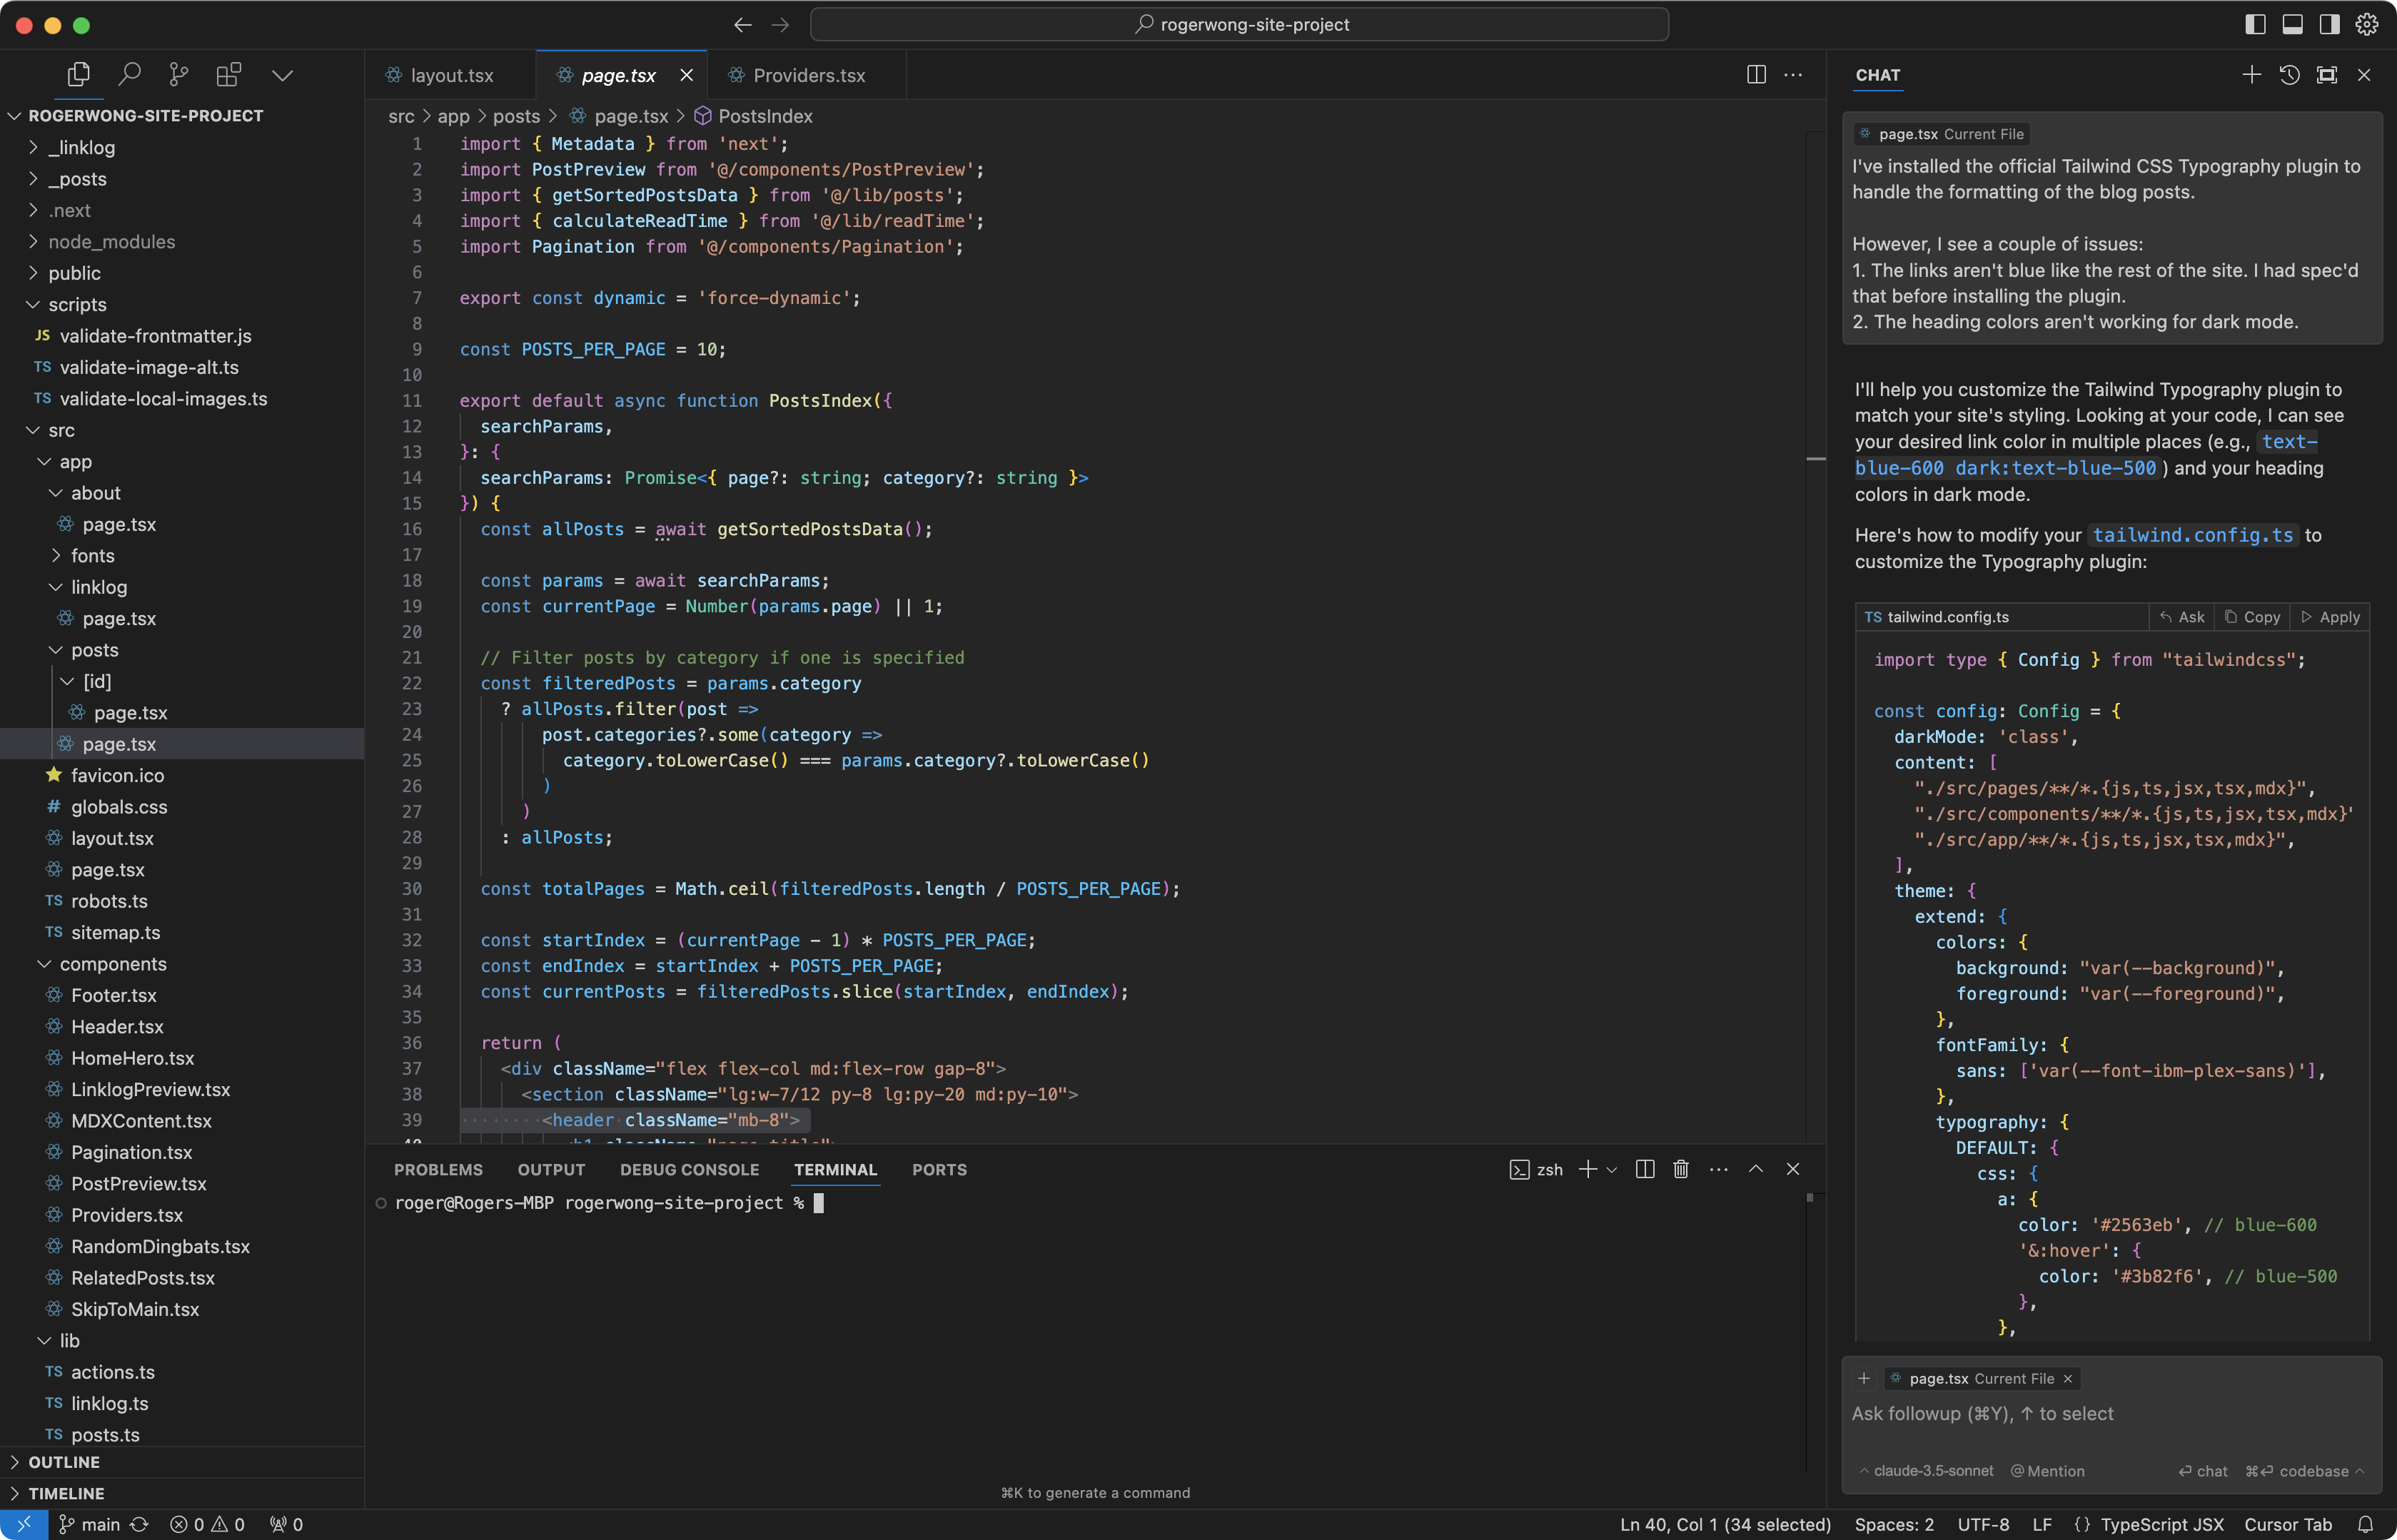 rogerwong-site-project
ROGERWONG-SITE-PROJECT
_linklog
_posts
.next
node_modules
public
scripts
JS validate-frontmatter.js
TS validate-image-alt.ts
TS validate-local-images.ts
src
app
about
page.tsx
fonts
linklog
page.tsx
posts
[id]
page.tsx
page.tsx
favicon.ico
# globals.css
layout.tsx
page.tsx
TS robots.ts
TS sitemap.ts
components
Footer.tsx
Header.tsx
HomeHero.tsx
LinklogPreview.tsx
MDXContent.tsx
Pagination.tsx
PostPreview.tsx
Providers.tsx
RandomDingbats.tsx
RelatedPosts.tsx
SkipToMain.tsx
lib
TS actions.ts
TS linklog.ts
TS posts.ts
OUTLINE
TIMELINE
layout.tsx page.tsx Providers.tsx
src > app > posts > page.tsx > PostsIndex
1 import { Metadata } from 'next';
2 import PostPreview from '@/components/PostPreview';
3 import { getSortedPostsData } from '@/lib/posts';
4 import { calculateReadTime } from '@/lib/readTime';
5 import Pagination from '@/components/Pagination';
6
7 export const dynamic = 'force-dynamic';
8
9 const POSTS_PER_PAGE = 10;
10
11 export default async function PostsIndex({
12 searchParams,
13 }: {
14 searchParams: Promise<{ page?: string; category?: string }>
15 }) {
16 const allPosts = await getSortedPostsData();
17
18 const params = await searchParams;
19 const currentPage = Number(params.page) || 1;
20
21 // Filter posts by category if one is specified
22 const filteredPosts = params.category
23 ? allPosts.filter(post =>
24 post.categories?.some(category =>
25 category.toLowerCase() === params.category?.toLowerCase()
26 )
27 )
28 : allPosts;
29
30 const totalPages = Math.ceil(filteredPosts.length / POSTS_PER_PAGE);
31
32 const startIndex = (currentPage - 1) * POSTS_PER_PAGE;
33 const endIndex = startIndex + POSTS_PER_PAGE;
34 const currentPosts = filteredPosts.slice(startIndex, endIndex);
35
36 return (
37 <div className="flex flex-col md:flex-row gap-8">
38 <section className="lg:w-7/12 py-8 lg:py-20 md:py-10">
39 <header className="mb-8">
PROBLEMS OUTPUT DEBUG CONSOLE TERMINAL PORTS zsh
roger@Rogers-MBP rogerwong-site-project %
⌘K to generate a command
CHAT
page.tsx Current File
I've installed the official Tailwind CSS Typography plugin to
handle the formatting of the blog posts.
However, I see a couple of issues:
1. The links aren't blue like the rest of the site. I had spec'd
that before installing the plugin.
2. The heading colors aren't working for dark mode.
I'll help you customize the Tailwind Typography plugin to
match your site's styling. Looking at your code, I can see
your desired link color in multiple places (e.g., text-
blue-600 dark:text-blue-500) and your heading
colors in dark mode.
Here's how to modify your tailwind.config.ts to
customize the Typography plugin:
TS tailwind.config.ts Ask Copy Apply
import type { Config } from "tailwindcss";
const config: Config = {
darkMode: 'class',
content: [
"./src/pages/**/*.{js,ts,jsx,tsx,mdx}",
"./src/components/**/*.{js,ts,jsx,tsx,mdx}'
"./src/app/**/*.{js,ts,jsx,tsx,mdx}",
],
theme: {
extend: {
colors: {
background: "var(--background)",
foreground: "var(--foreground)",
},
fontFamily: {
sans: ['var(--font-ibm-plex-sans)'],
},
typography: {
DEFAULT: {
css: {
a: {
color: '#2563eb', // blue-600
'&:hover': {
color: '#3b82f6', // blue-500
},
},
page.tsx Current File
Ask followup (⌘Y), ↑ to select
claude-3.5-sonnet @Mention chat ⌘ codebase
main 0 0 0
Ln 40, Col 1 (34 selected) Spaces: 2 UTF-8 LF {} TypeScript JSX Cursor Tab